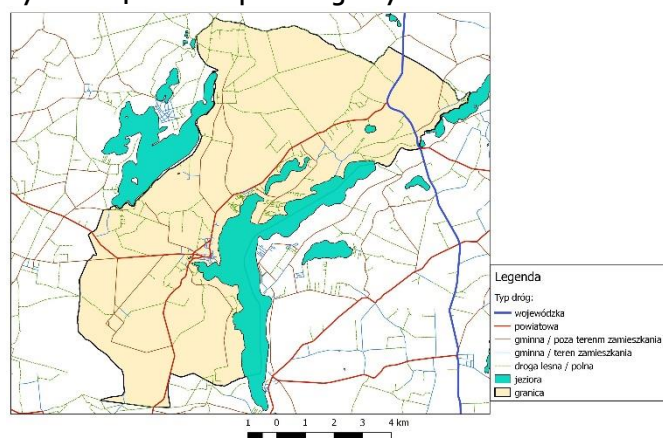 Legenda
Typ dróg:
wojewódzka
powiatowa
gminna / poza terenm zamieszkania
gminna / teren zamieszkania
droga lesna / polna
jeziora
granica
1 0 1 2 3 4 km